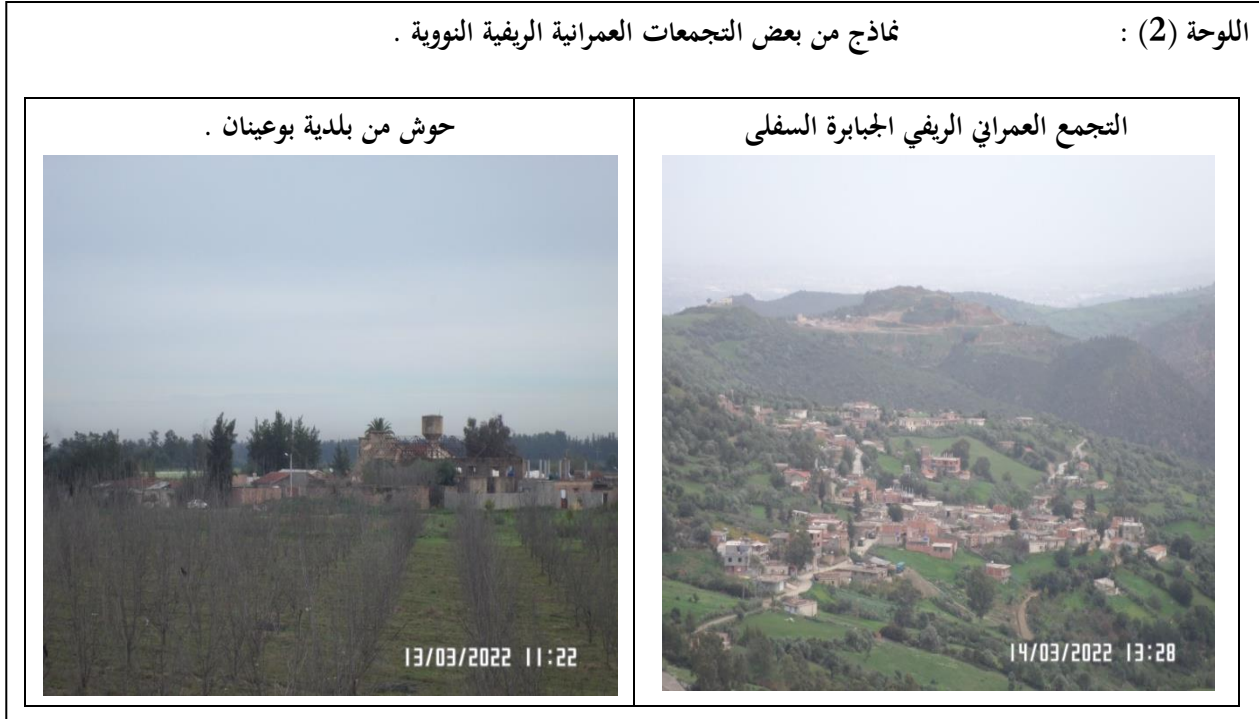 اللوحة (2) : نماذج من بعض التجمعات العمرانية الريفية النووية .
التجمع العمراني الريفي الجبابرة السفلى
حوش من بلدية بوعينان .
14/03/2022 13:28
13/03/2022 11:22